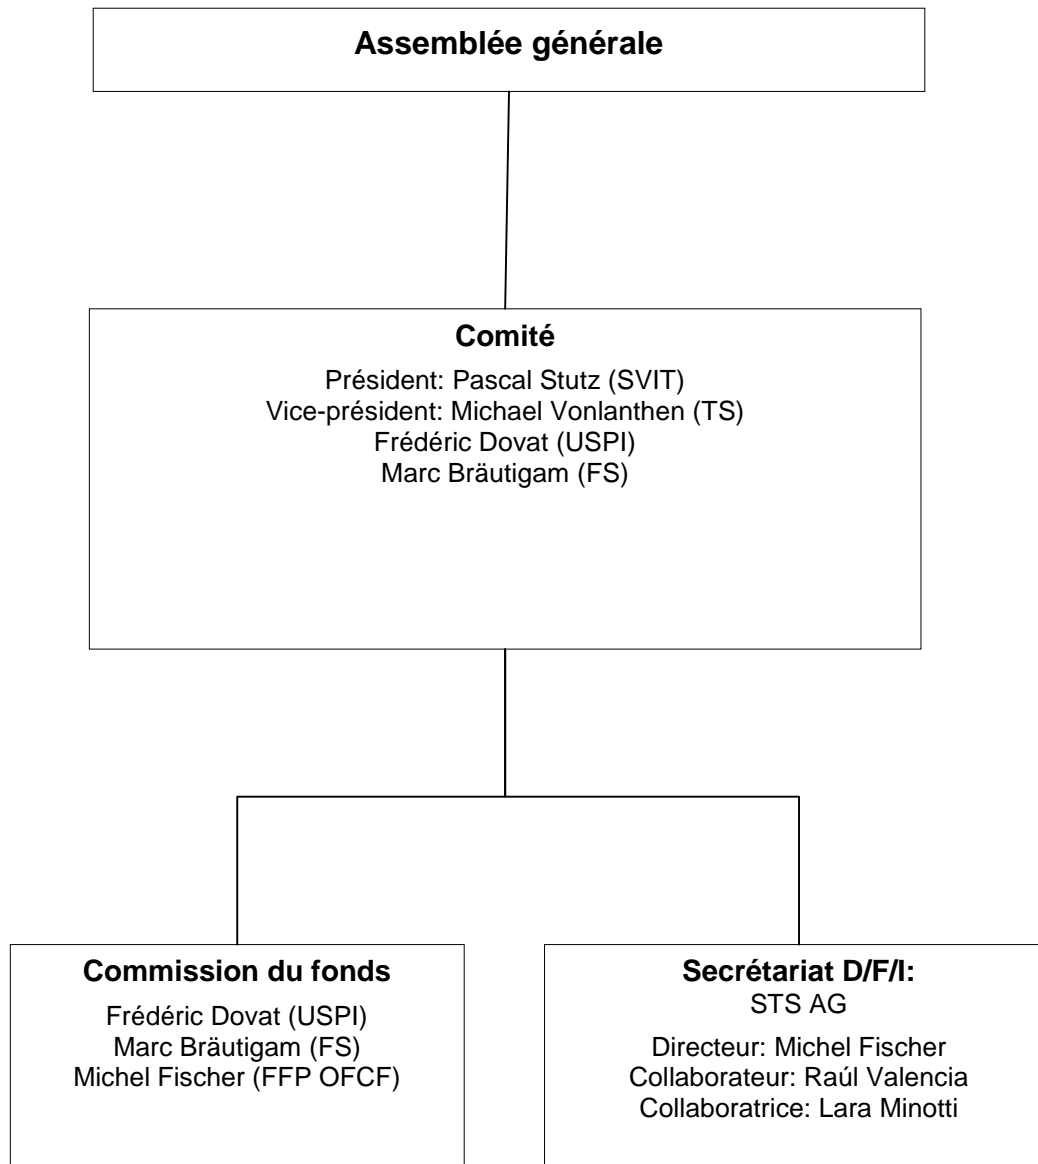 Assemblée générale
Comité
Président: Pascal Stutz (SVIT)
Vice-président: Michael Vonlanthen (TS)
Frédéric Dovat (USPI)
Marc Bräutigam (FS)
Commission du fonds
Frédéric Dovat (USPI)
Marc Bräutigam (FS)
Michel Fischer (FFP OFCF)
Secrétariat D/F/I:
STS AG
Directeur: Michel Fischer
Collaborateur: Raúl Valencia
Collaboratrice: Lara Minotti